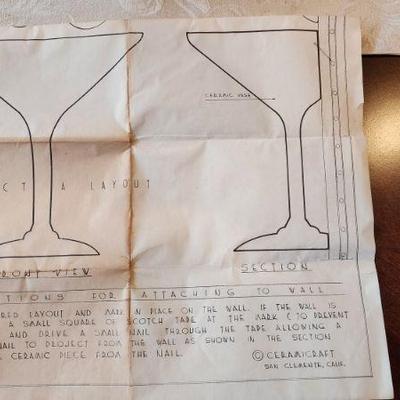 CERAMIC VASE
CT A LAYOUT
FRONT VIEW
SECTION
TIONS FOR ATTACHING TO WALL
RED LAYOUT AND MARK IN PLACE ON THE WALL. IF THE WALL IS
A SMALL SQUARE OF SCOTCH TAPE AT THE MARK (TO PREVENT
AND DRIVE A SMALL NAIL THROUGH THE TAPE ALLOWING A
NAIL TO PROJECT FROM THE WALL AS SHOWN IN THE SECTION
E CERAMIC PIECE FROM THE NAIL.
© CERAMICRAFT
SAN CLEMENTE, CALIF.